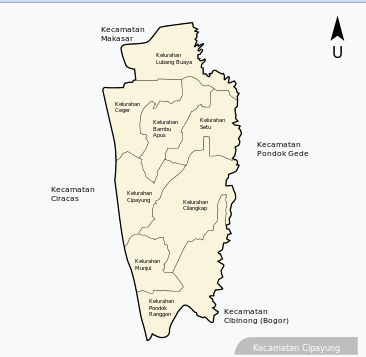 Kecamatan
Makasar
Kelurahan
Lubang Buaya
U
Kelurahan
Ceger
Kelurahan
Bambu
Apus
Kelurahan
Setu
Kecamatan
Pondok Gede
Kecamatan
Ciracas
Kelurahan
Cipayung
Kelurahan
Cilangkap
Kelurahan
Munjul
Kelurahan
Pondok
Ranggon
Kecamatan
Cibinong (Bogor)
Kecamatan Cipayung